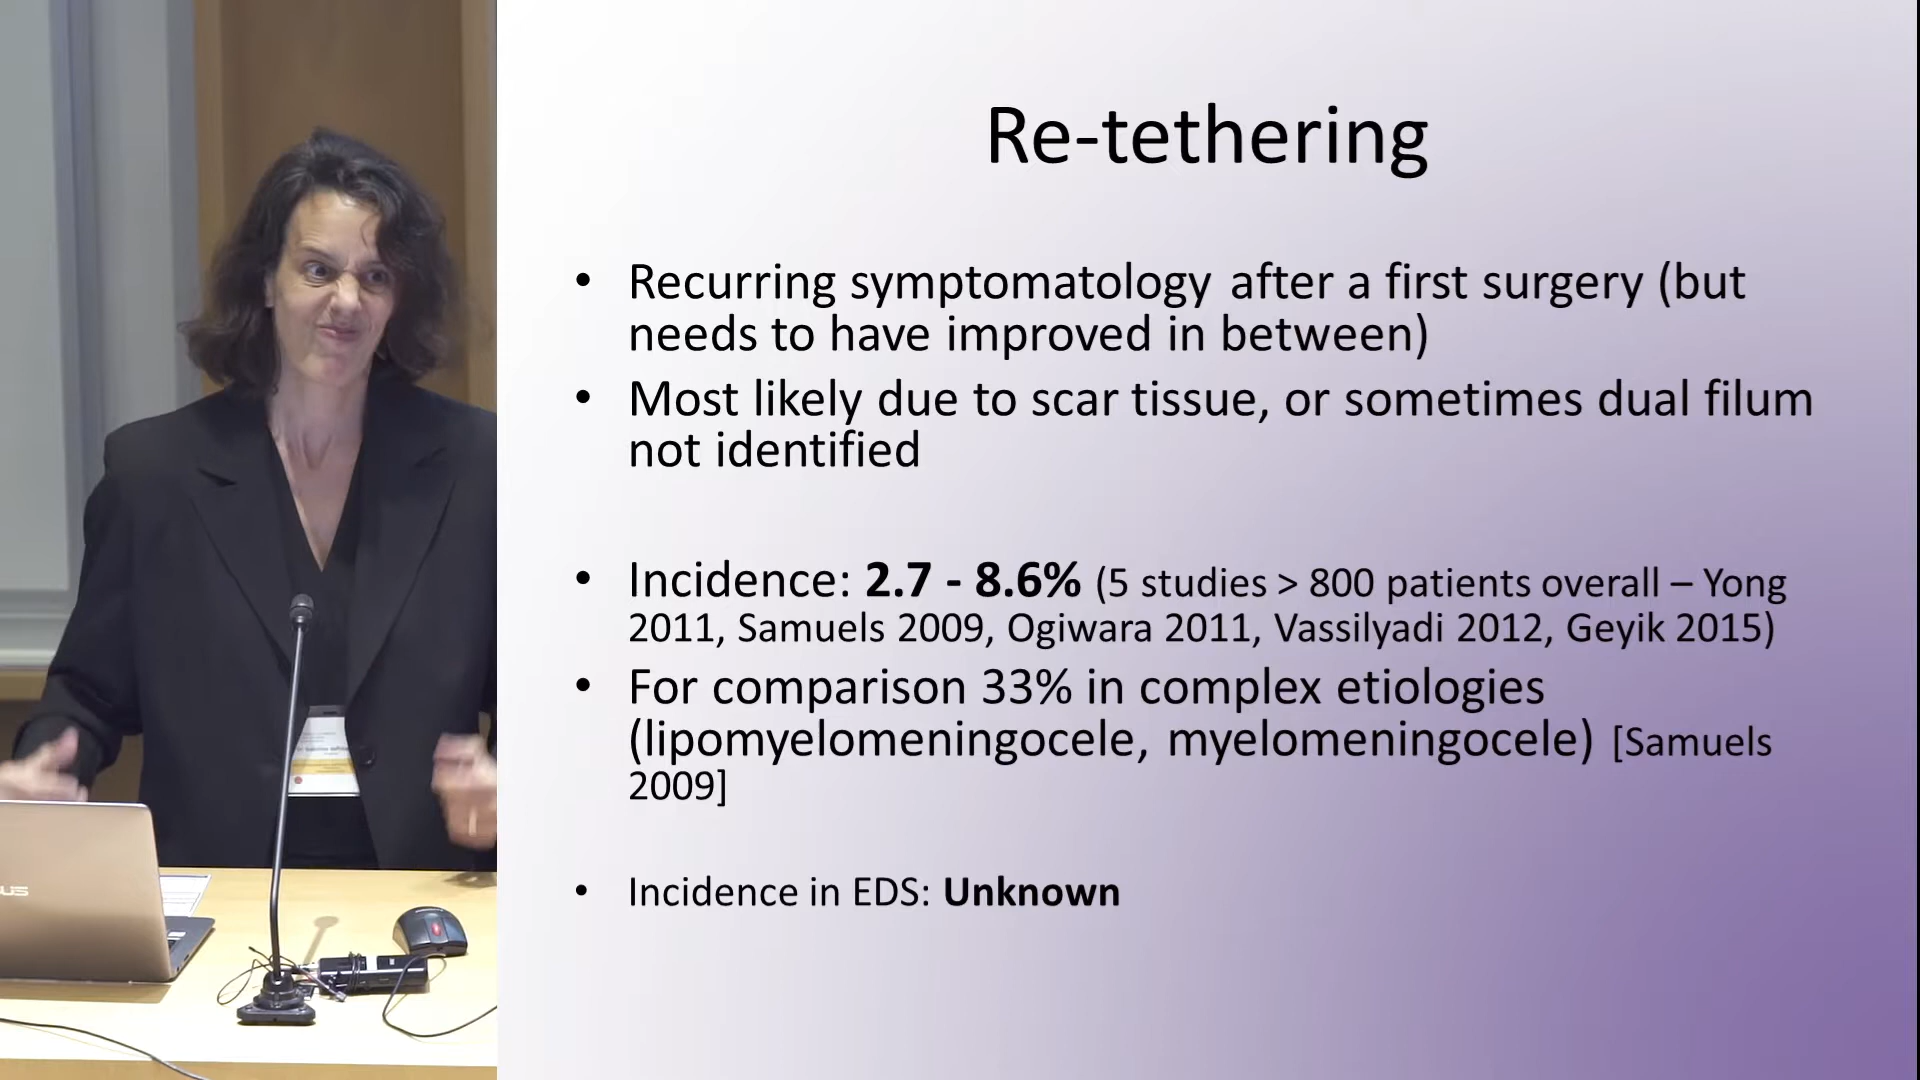 Re-tethering
• Recurring symptomatology after a first surgery (but
needs to have improved in between)
• Most likely due to scar tissue, or sometimes dual filum
not identified
• Incidence: 2.7 - 8.6% (5 studies > 800 patients overall – Yong
2011, Samuels 2009, Ogiwara 2011, Vassilyadi 2012, Geyik 2015)
• For comparison 33% in complex etiologies
(lipomyelomeningocele, myelomeningocele) [Samuels
2009]
• Incidence in EDS: Unknown